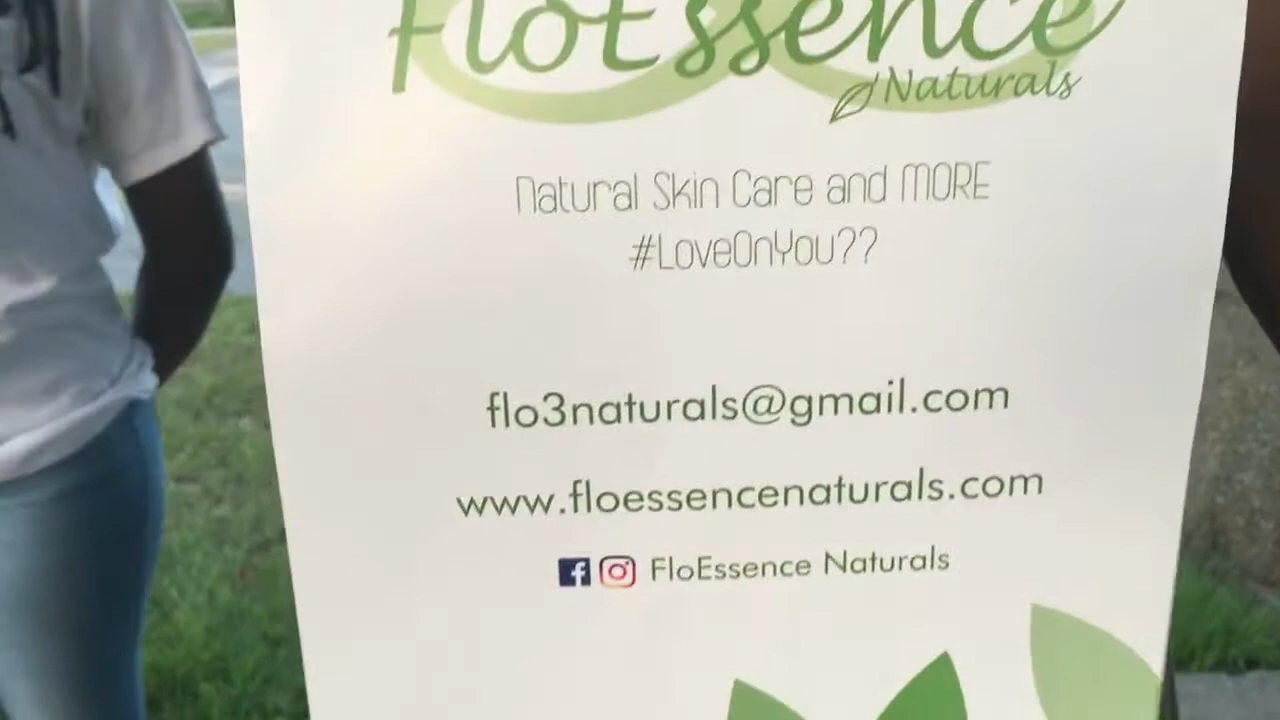 FloEssence
Naturals
Natural Skin Care and MORE
#LoveOnYou??
flo3naturals@gmail.com
www.floessencenaturals.com
FloEssence Naturals